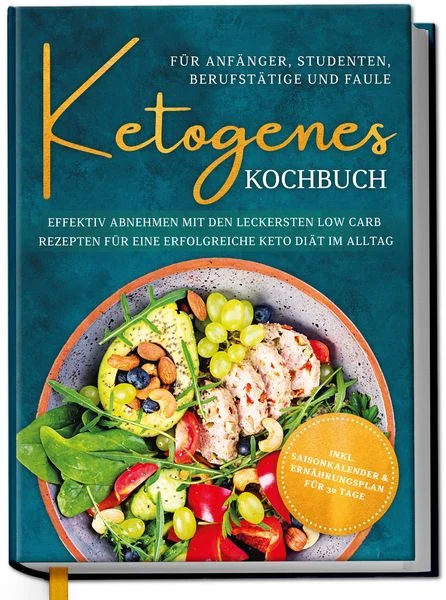 FÜR ANFÄNGER, STUDENTEN,
BERUFSTÄTIGE UND FAULE
Ketogenes
KOCHBUCH
EFFEKTIV ABNEHMEN MIT DEN LECKERSTEN LOW CARB
REZEPTEN FÜR EINE ERFOLGREICHE KETO DIÄT IM ALLTAG
INKL.
SAISONKALENDER &
ERNÄHRUNGSPLAN
FÜR 30 TAGE